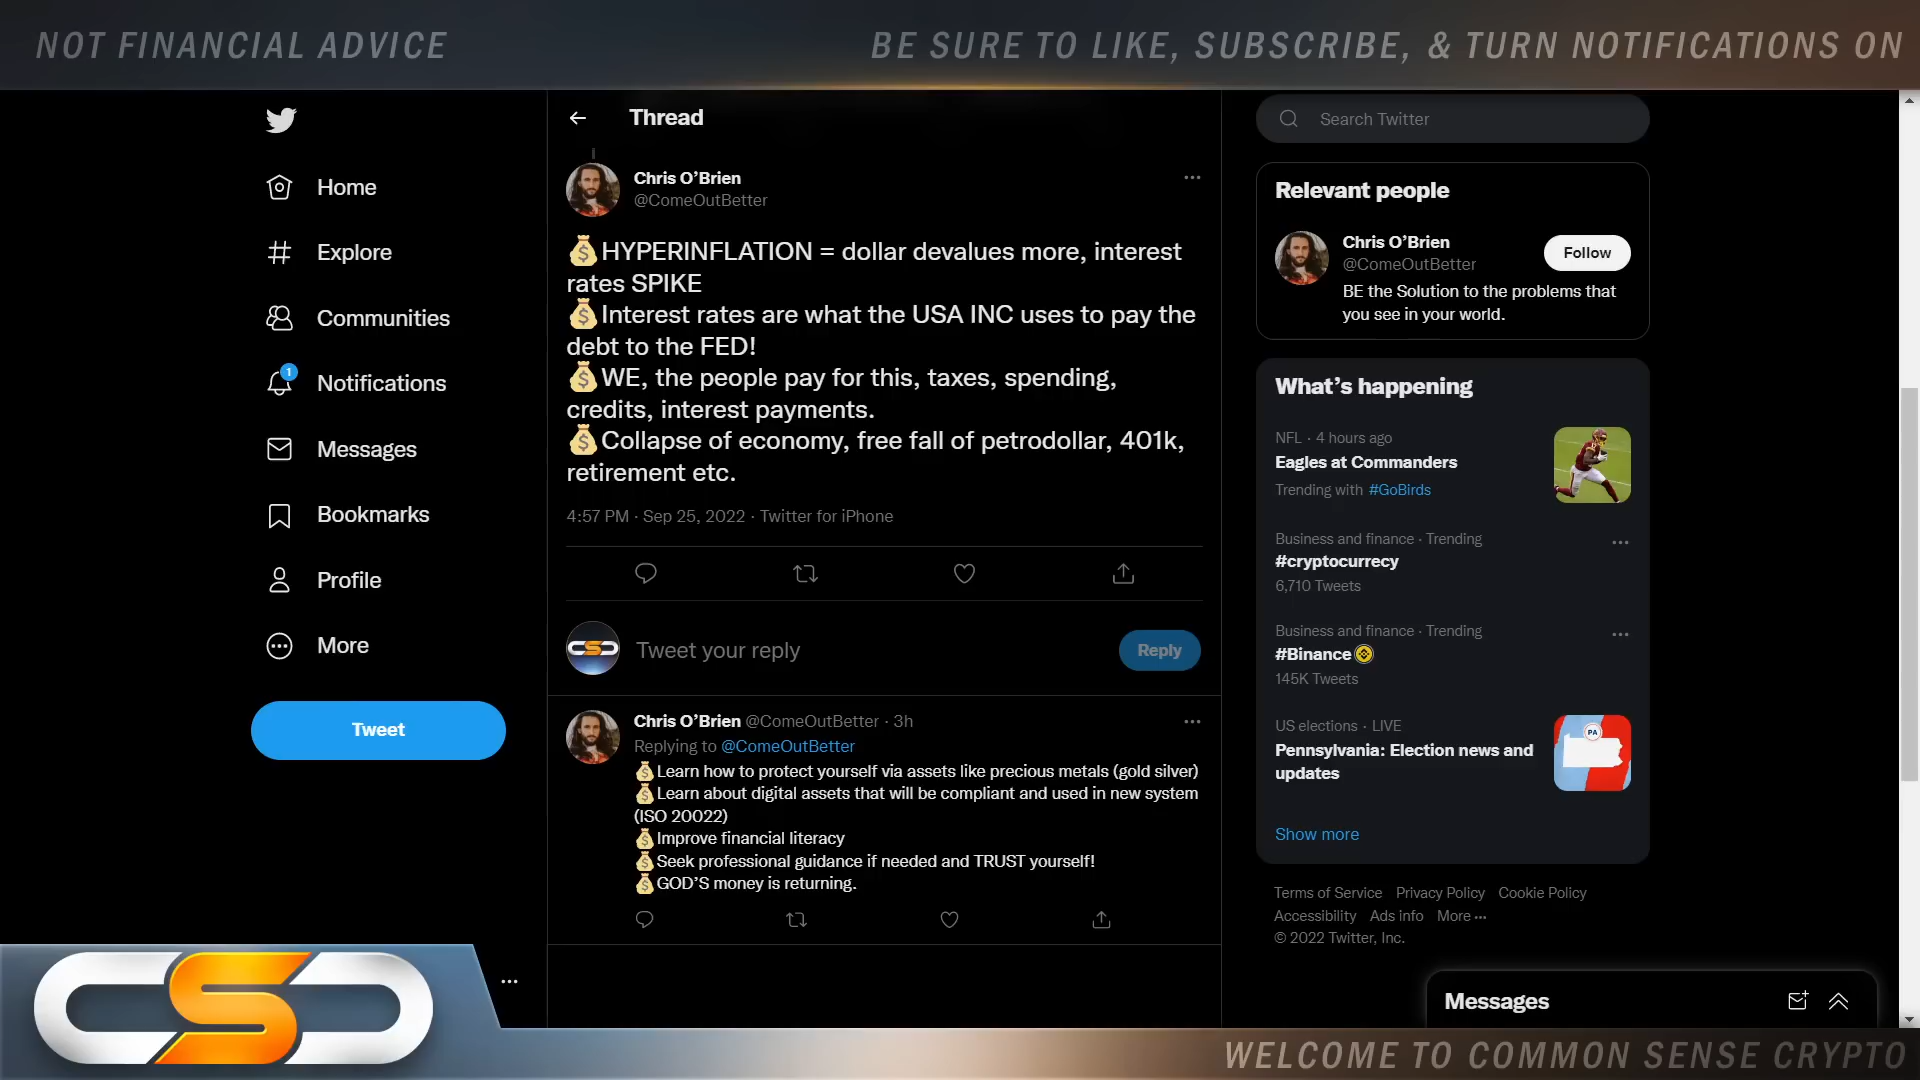 NOT FINANCIAL ADVICE
BE SURE TO LIKE, SUBSCRIBE, & TURN NOTIFICATIONS ON
Home
Explore
Communities
1
Notifications
Messages
Bookmarks
Profile
More
Tweet
Thread
Chris O’Brien
@ComeOutBetter
💰HYPERINFLATION = dollar devalues more, interest
rates SPIKE
💰Interest rates are what the USA INC uses to pay the
debt to the FED!
💰WE, the people pay for this, taxes, spending,
credits, interest payments.
💰Collapse of economy, free fall of petrodollar, 401k,
retirement etc.
4:57 PM · Sep 25, 2022 · Twitter for iPhone
CSC
Tweet your reply
Reply
Chris O’Brien @ComeOutBetter · 3h
Replying to @ComeOutBetter
💰Learn how to protect yourself via assets like precious metals (gold silver)
💰Learn about digital assets that will be compliant and used in new system
(ISO 20022)
💰Improve financial literacy
💰Seek professional guidance if needed and TRUST yourself!
💰GOD’S money is returning.
Search Twitter
Relevant people
Chris O’Brien
@ComeOutBetter
Follow
BE the Solution to the problems that
you see in your world.
What’s happening
NFL · 4 hours ago
Eagles at Commanders
Trending with #GoBirds
Business and finance · Trending
#cryptocurrecy
6,710 Tweets
Business and finance · Trending
#Binance
145K Tweets
US elections · LIVE
Pennsylvania: Election news and
updates
PA
Show more
Terms of Service Privacy Policy Cookie Policy
Accessibility Ads info More ···
© 2022 Twitter, Inc.
Messages
CSC
WELCOME TO COMMON SENSE CRYPTO